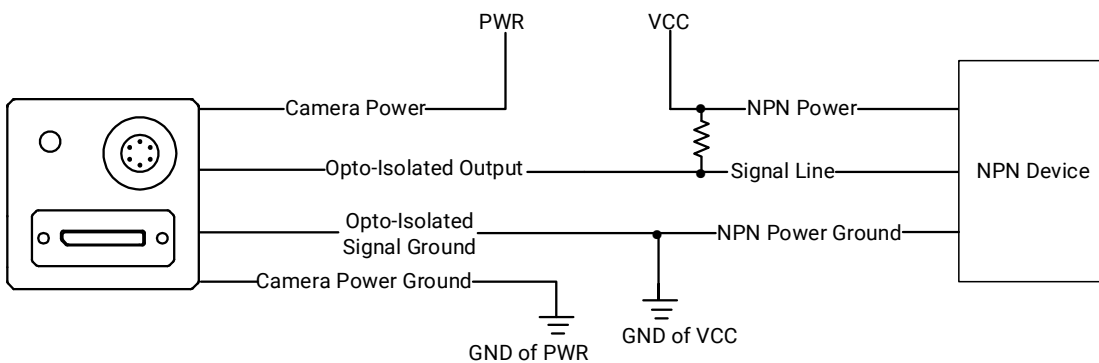 PWR
VCC
Camera Power
NPN Power
Opto-Isolated Output
Signal Line
NPN Device
Opto-Isolated
Signal Ground
NPN Power Ground
Camera Power Ground
GND of VCC
GND of PWR